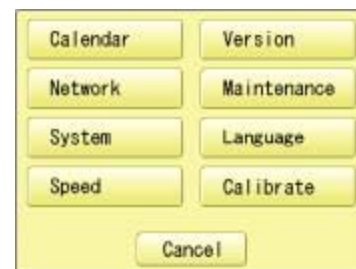 Calendar Version
Network Maintenance
System Language
Speed Calibrate
Cancel